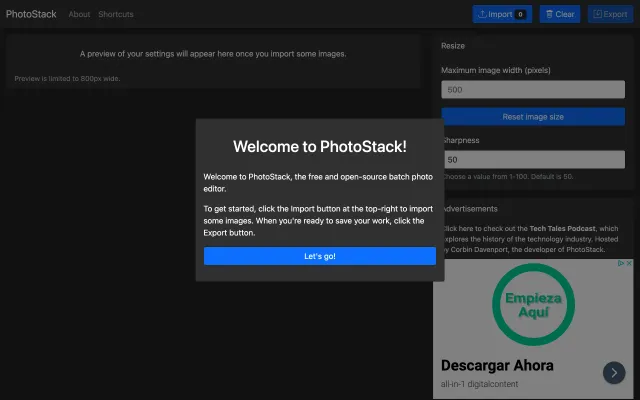 PhotoStack About Shortcuts
Import 0 Clear Export
A preview of your settings will appear here once you import some images.
Preview is limited to 800px wide.
Resize
Maximum image width (pixels)
500
Reset image size
Sharpness
50
Choose a value from 1-100. Default is 50.
Welcome to PhotoStack!
Welcome to PhotoStack, the free and open-source batch photo
editor.
To get started, click the Import button at the top-right to import
some images. When you're ready to save your work, click the
Export button.
Let's go!
Advertisements
Click here to check out the Tech Tales Podcast, which
explores the history of the technology industry. Hosted
by Corbin Davenport, the developer of PhotoStack.
Empieza
Aquí
Descargar Ahora
all-in-1 digitalcontent